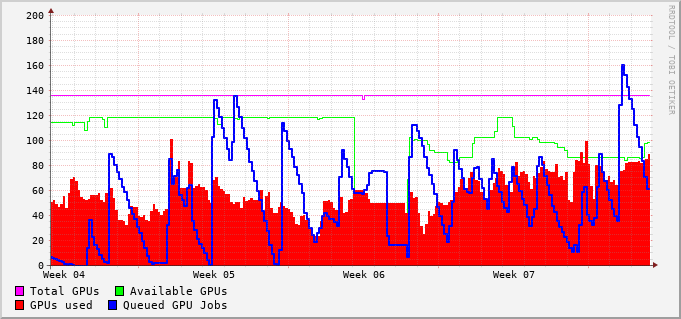 200
180
160
140
120
100
80
60
40
20
0
Week 04 Week 05 Week 06 Week 07
Total GPUs Available GPUs
GPUs used Queued GPU Jobs
RRDTOOL / TOBI OETIKER